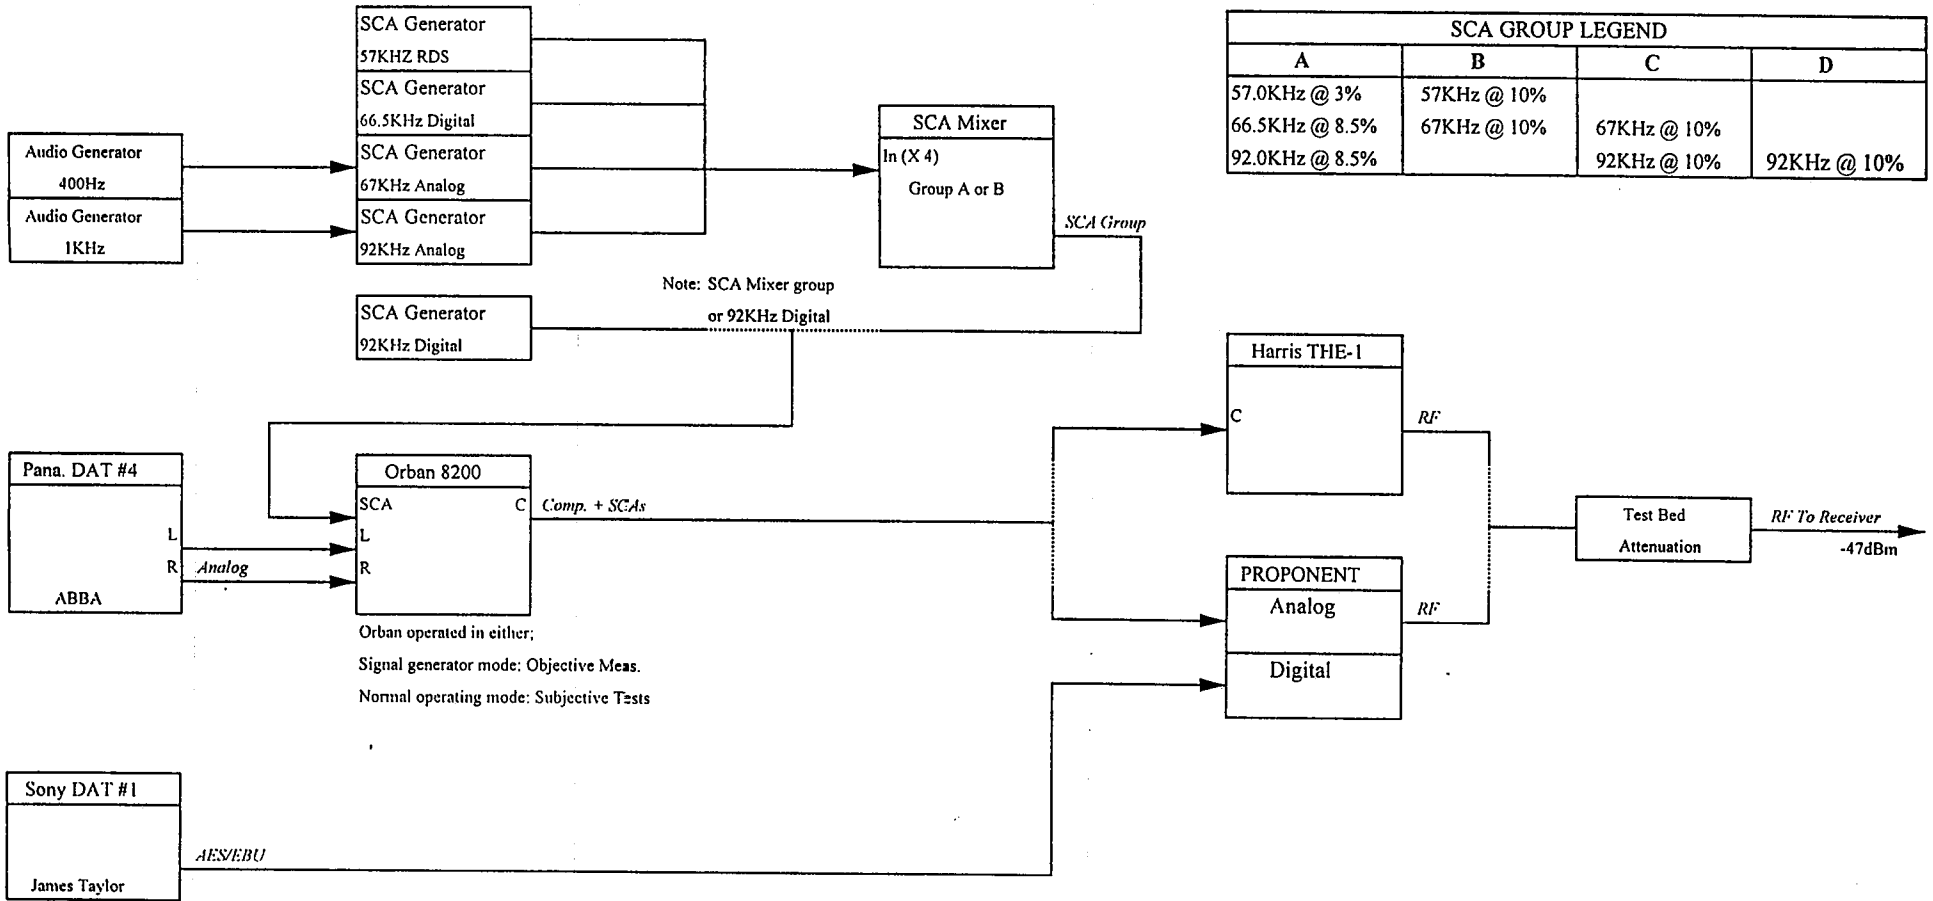 SCA Generator
57KHZ RDS
SCA Generator
66.5KHz Digital
SCA Generator
67KHz Analog
SCA Generator
92KHz Analog
Audio Generator
400Hz
Audio Generator
1KHz
SCA Mixer
In (X 4)
Group A or B
SCA Group
SCA GROUP LEGEND
A B C D
57.0KHz @ 3% 57KHz @ 10%
66.5KHz @ 8.5% 67KHz @ 10% 67KHz @ 10%
92.0KHz @ 8.5% 92KHz @ 10% 92KHz @ 10%
Note: SCA Mixer group
or 92KHz Digital
SCA Generator
92KHz Digital
Harris THE-1
C
RF
Pana. DAT #4
L
R
Analog
ABBA
Orban 8200
SCA C
L
R
Comp. + SCAs
Orban operated in either;
Signal generator mode: Objective Meas.
Normal operating mode: Subjective Tests
PROPONENT
Analog
Digital
RF
Test Bed
Attenuation
RF To Receiver
-47dBm
Sony DAT #1
James Taylor
AES/EBU